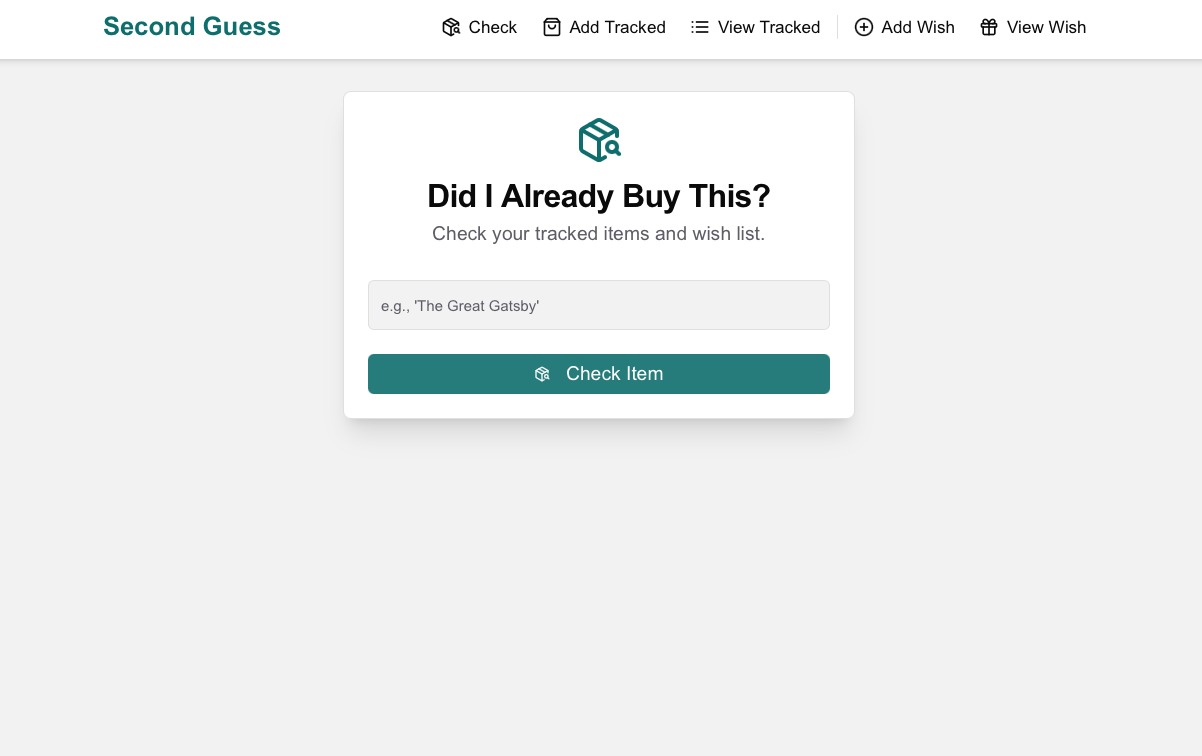 Second Guess
Check
Add Tracked
View Tracked
Add Wish
View Wish
Did I Already Buy This?
Check your tracked items and wish list.
e.g., 'The Great Gatsby'
Check Item